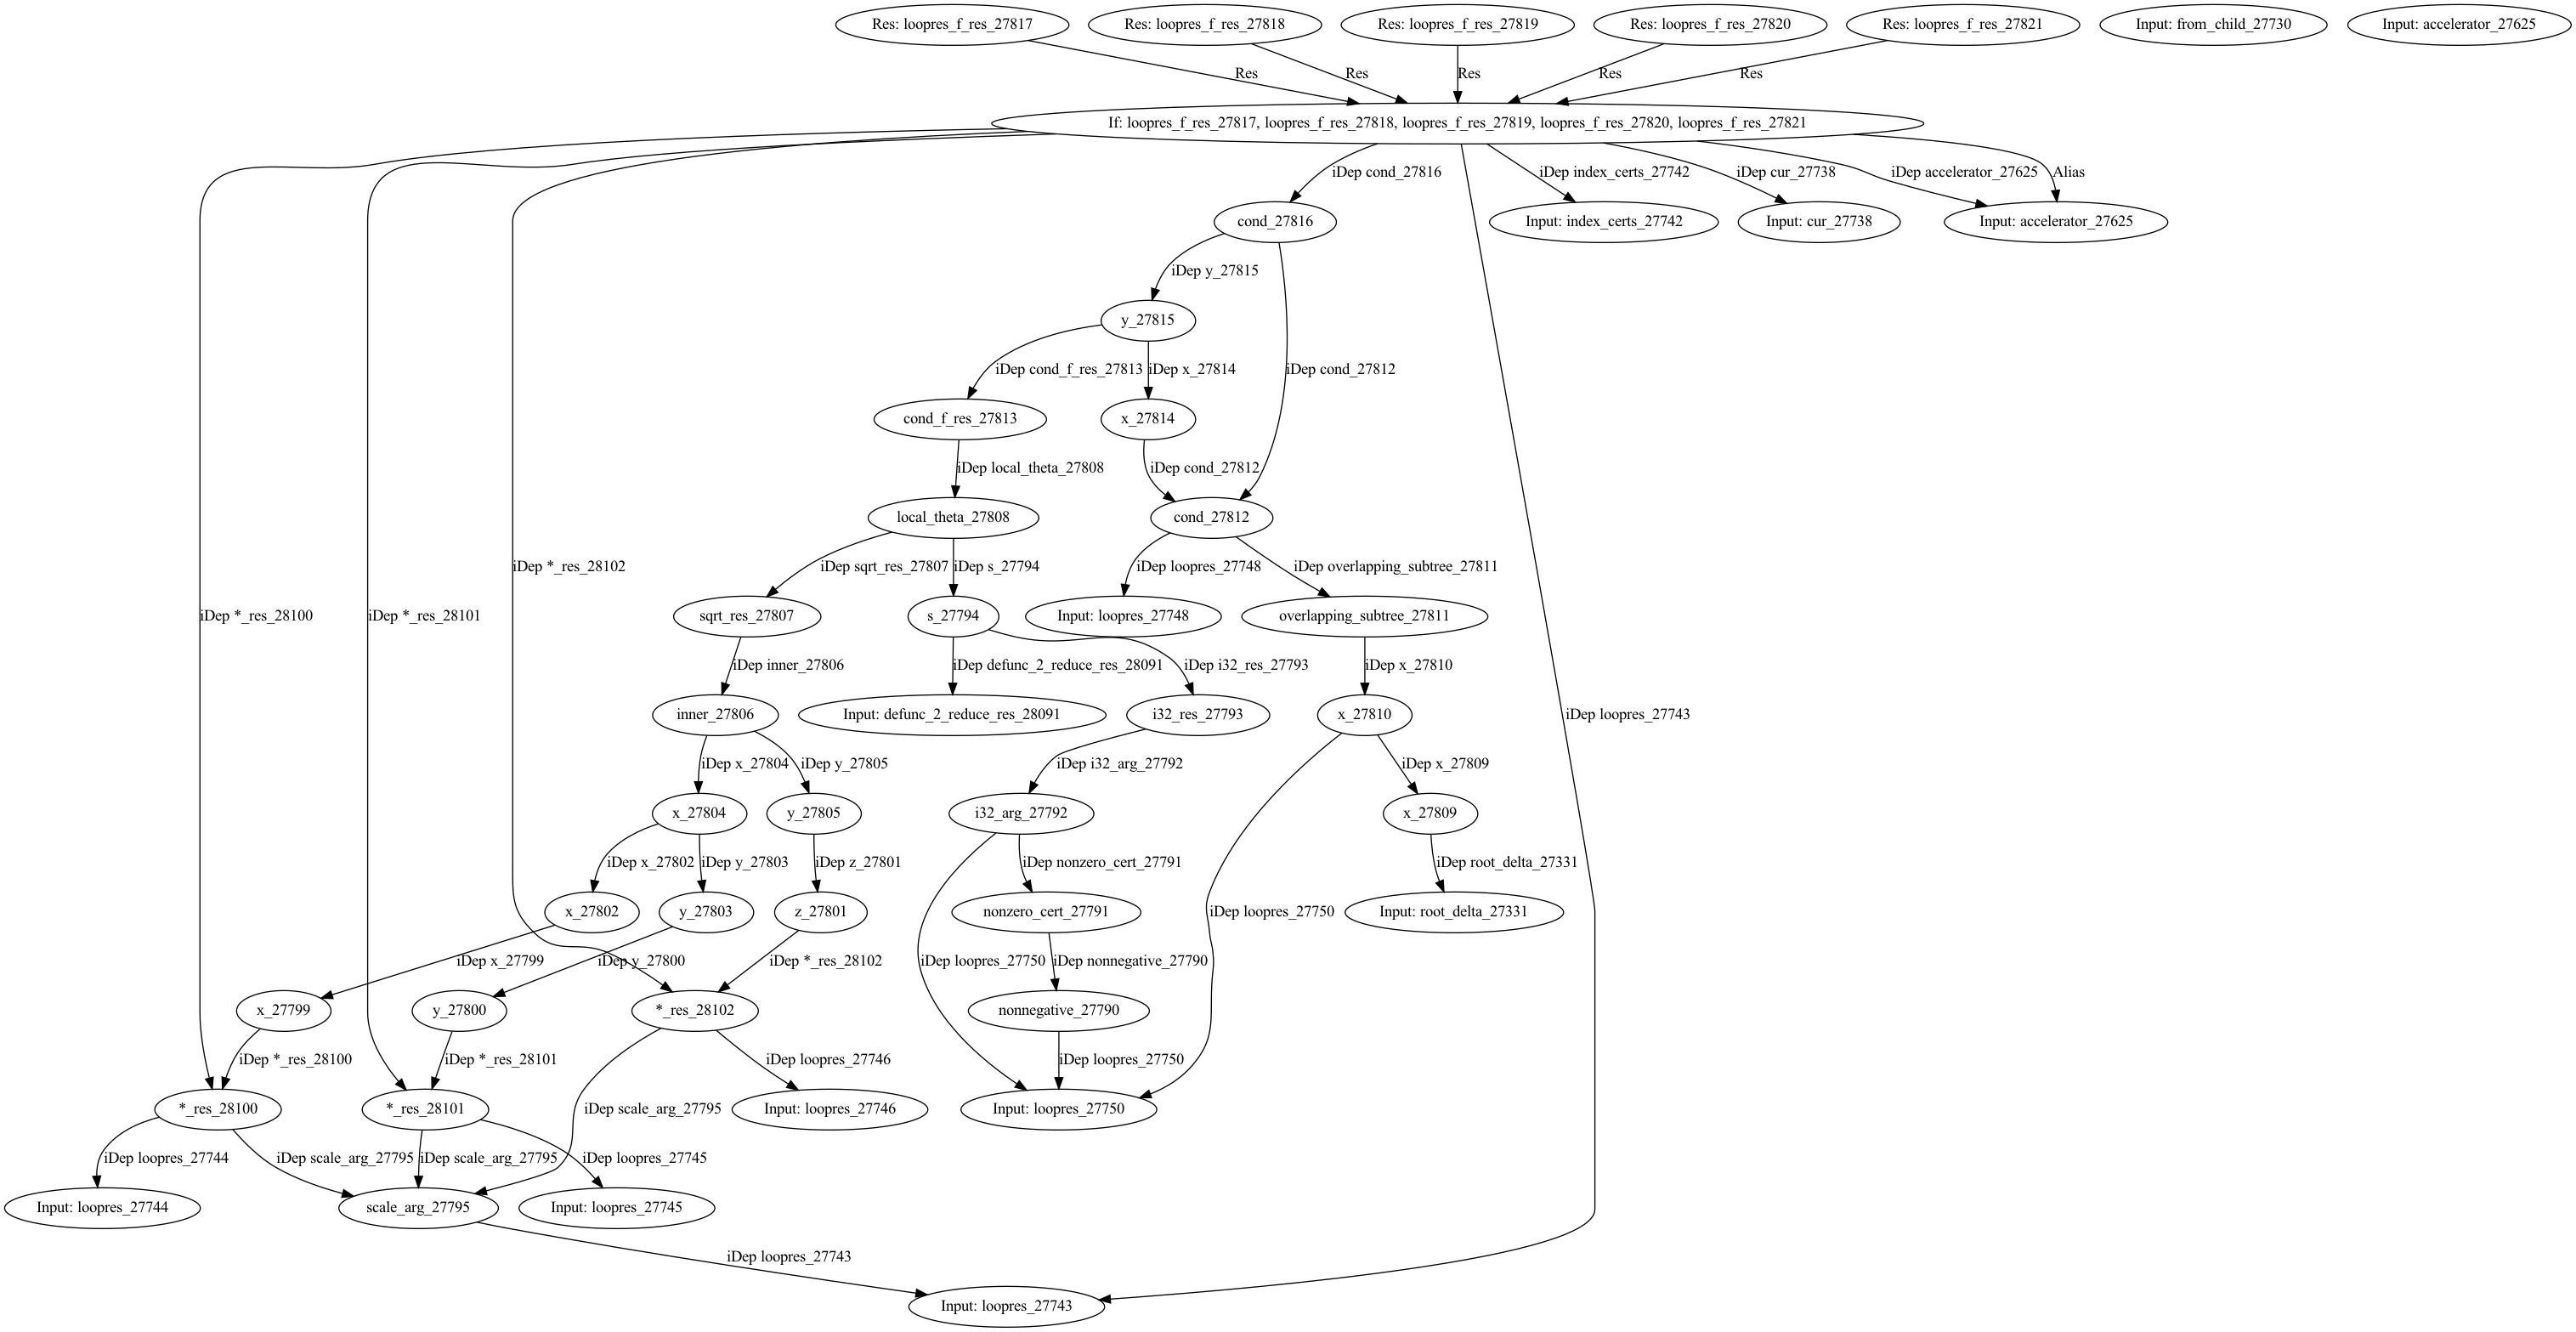 Res: loopres_f_res_27817
Res: loopres_f_res_27818
Res: loopres_f_res_27819
Res: loopres_f_res_27820
Res: loopres_f_res_27821
Input: from_child_27730
Input: accelerator_27625
Res
Res
Res
Res
Res
If: loopres_f_res_27817, loopres_f_res_27818, loopres_f_res_27819, loopres_f_res_27820, loopres_f_res_27821
iDep cond_27816
iDep index_certs_27742
iDep cur_27738
iDep accelerator_27625
Alias
cond_27816
Input: index_certs_27742
Input: cur_27738
Input: accelerator_27625
iDep y_27815
y_27815
iDep cond_f_res_27813
iDep x_27814
iDep cond_27812
cond_f_res_27813
x_27814
iDep local_theta_27808
iDep cond_27812
local_theta_27808
cond_27812
iDep *_res_28102
iDep sqrt_res_27807
iDep s_27794
iDep loopres_27748
iDep overlapping_subtree_27811
iDep *_res_28100
iDep *_res_28101
sqrt_res_27807
s_27794
Input: loopres_27748
overlapping_subtree_27811
iDep inner_27806
iDep defunc_2_reduce_res_28091
iDep i32_res_27793
iDep x_27810
inner_27806
Input: defunc_2_reduce_res_28091
i32_res_27793
x_27810
iDep loopres_27743
iDep x_27804
iDep y_27805
iDep i32_arg_27792
iDep x_27809
x_27804
y_27805
i32_arg_27792
x_27809
iDep x_27802
iDep y_27803
iDep z_27801
iDep nonzero_cert_27791
iDep root_delta_27331
x_27802
y_27803
z_27801
nonzero_cert_27791
iDep loopres_27750
Input: root_delta_27331
iDep x_27799
iDep y_27800
iDep *_res_28102
iDep loopres_27750
iDep nonnegative_27790
x_27799
y_27800
*_res_28102
nonnegative_27790
iDep *_res_28100
iDep *_res_28101
iDep loopres_27746
iDep loopres_27750
*_res_28100
*_res_28101
iDep scale_arg_27795
Input: loopres_27746
Input: loopres_27750
iDep loopres_27744
iDep scale_arg_27795
iDep scale_arg_27795
iDep loopres_27745
Input: loopres_27744
scale_arg_27795
Input: loopres_27745
iDep loopres_27743
Input: loopres_27743